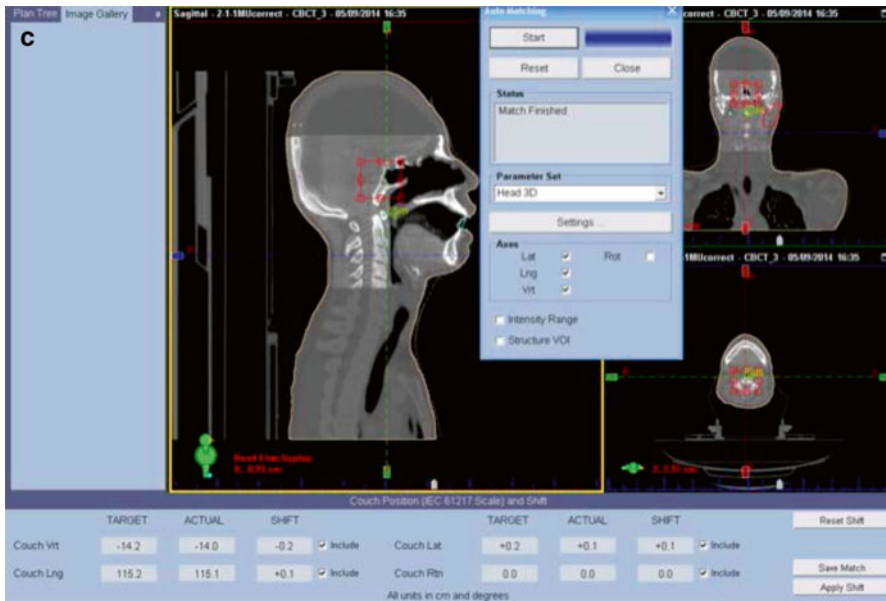 Plan Tree Image Gallery
c
Sagittal - 2-1-1MUcorrect - CBCT_3 - 05/09/2014 16:35
Auto Matching
Start
Reset Close
Status
Match Finished
Parameter Set
Head 3D
Settings ...
Axes
Lat Rot
Lng
Vrt
Intensity Range
Structure VOI
correct - CBCT_3 - 05/09/2014 16:35
1MUcorrect - CBCT_3 - 05/09/2014 16:35
Head First-Supine
Couch Position (IEC 61217 Scale) and Shift
TARGET ACTUAL SHIFT TARGET ACTUAL SHIFT Reset Shift
Couch Vrt -14.2 -14.0 -0.2 Include Couch Lat +0.2 +0.1 +0.1 Include
Couch Lng 115.2 115.1 +0.1 Include Couch Rtn 0.0 0.0 0.0 Include Save Match
All units in cm and degrees Apply Shift